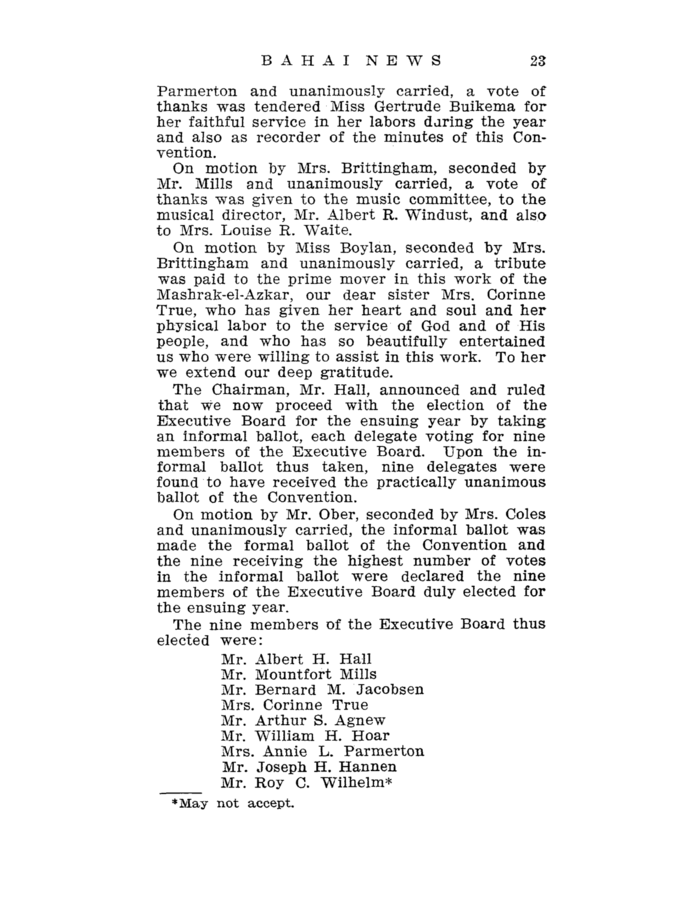 BAHAI NEWS 23
Parmerton and unanimously carried, a vote of
thanks was tendered Miss Gertrude Buikema for
her faithful service in her labors during the year
and also as recorder of the minutes of this Con-
vention.
On motion by Mrs. Brittingham, seconded by
Mr. Mills and unanimously carried, a vote of
thanks was given to the music committee, to the
musical director, Mr. Albert R. Windust, and also
to Mrs. Louise R. Waite.
On motion by Miss Boylan, seconded by Mrs.
Brittingham and unanimously carried, a tribute
was paid to the prime mover in this work of the
Mashrak-el-Azkar, our dear sister Mrs. Corinne
True, who has given her heart and soul and her
physical labor to the service of God and of His
people, and who has so beautifully entertained
us who were willing to assist in this work. To her
we extend our deep gratitude.
The Chairman, Mr. Hall, announced and ruled
that we now proceed with the election of the
Executive Board for the ensuing year by taking
an informal ballot, each delegate voting for nine
members of the Executive Board. Upon the in-
formal ballot thus taken, nine delegates were
found to have received the practically unanimous
ballot of the Convention.
On motion by Mr. Ober, seconded by Mrs. Coles
and unanimously carried, the informal ballot was
made the formal ballot of the Convention and
the nine receiving the highest number of votes
in the informal ballot were declared the nine
members of the Executive Board duly elected for
the ensuing year.
The nine members of the Executive Board thus
elected were:
Mr. Albert H. Hall
Mr. Mountfort Mills
Mr. Bernard M. Jacobsen
Mrs. Corinne True
Mr. Arthur S. Agnew
Mr. William H. Hoar
Mrs. Annie L. Parmerton
Mr. Joseph H. Hannen
Mr. Roy C. Wilhelm*
*May not accept.